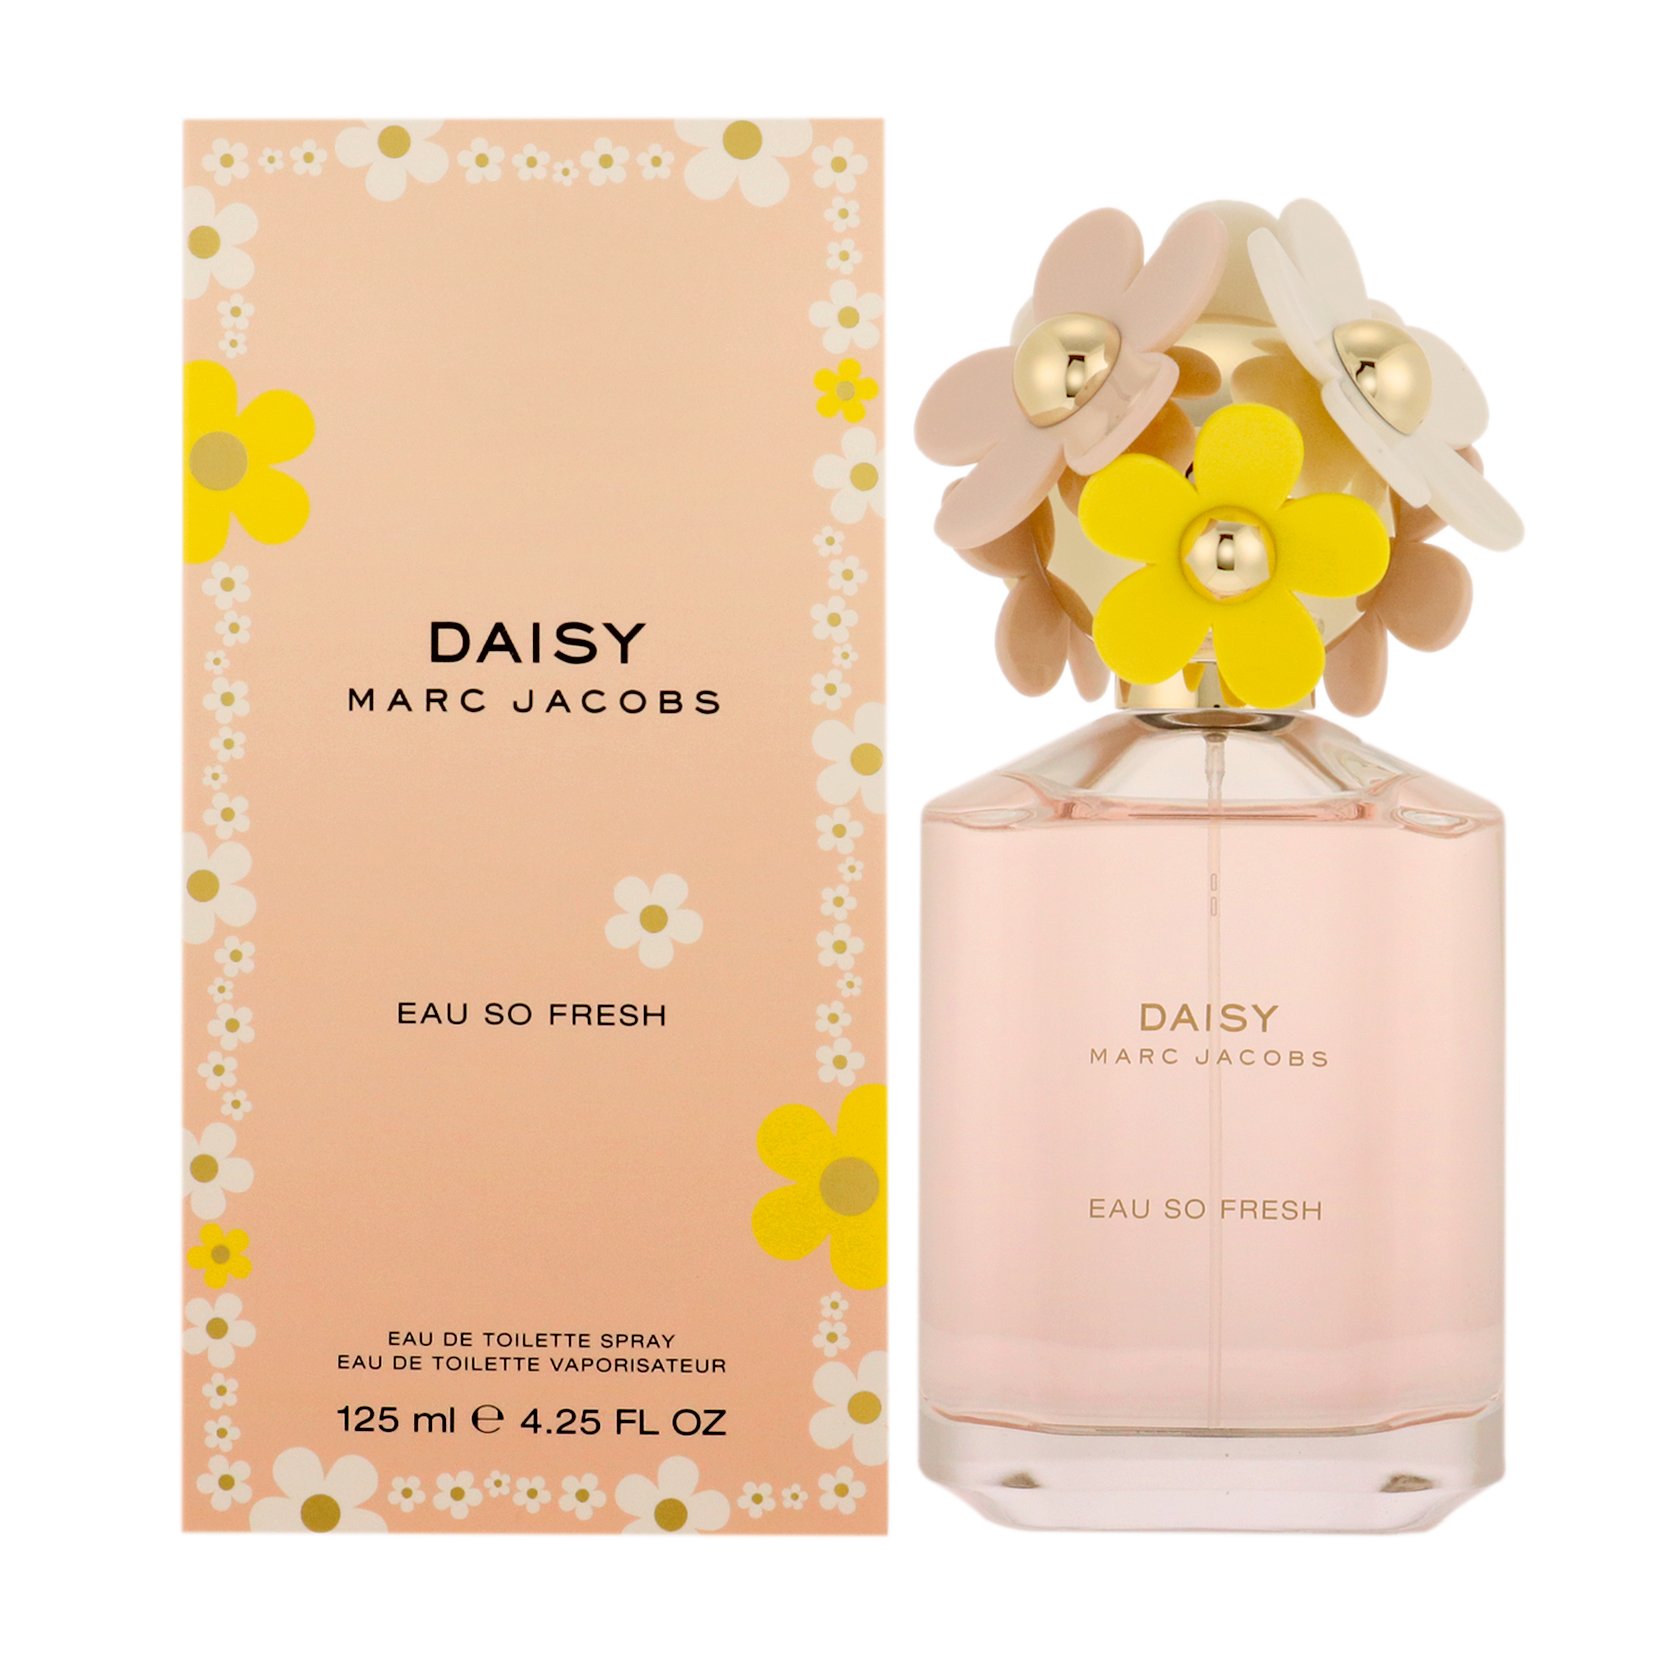 DAISY
MARC JACOBS
EAU SO FRESH
EAU DE TOILETTE SPRAY
EAU DE TOILETTE VAPORISATEUR
125 ml ℮ 4.25 FL OZ
DAISY
MARC JACOBS
EAU SO FRESH